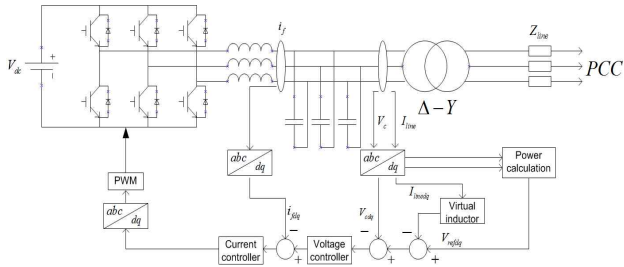 V_dc
+
−
i_f
Z_line
PCC
Δ−Y
V_c
I_line
abc
dq
abc
dq
Power
calculation
PWM
abc
dq
i_fdq
V_cdq
I_linedq
Virtual
inductor
V_refdq
Current
controller
−
+
Voltage
controller
−
+
−
+